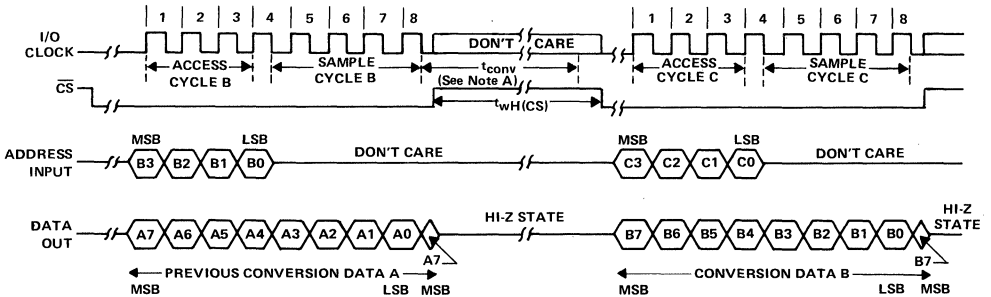 1 2 3 4 5 6 7 8 1 2 3 4 5 6 7 8
I/O
CLOCK
DON'T CARE
ACCESS
CYCLE B
SAMPLE
CYCLE B
tconv
(See Note A)
ACCESS
CYCLE C
SAMPLE
CYCLE C
CS
twH(CS)
ADDRESS
INPUT
MSB LSB
B3 B2 B1 B0
DON'T CARE
MSB LSB
C3 C2 C1 C0
DON'T CARE
DATA
OUT
A7 A6 A5 A4 A3 A2 A1 A0
HI-Z STATE
B7 B6 B5 B4 B3 B2 B1 B0
HI-Z
STATE
A7
B7
PREVIOUS CONVERSION DATA A
MSB LSB MSB
CONVERSION DATA B
MSB LSB MSB